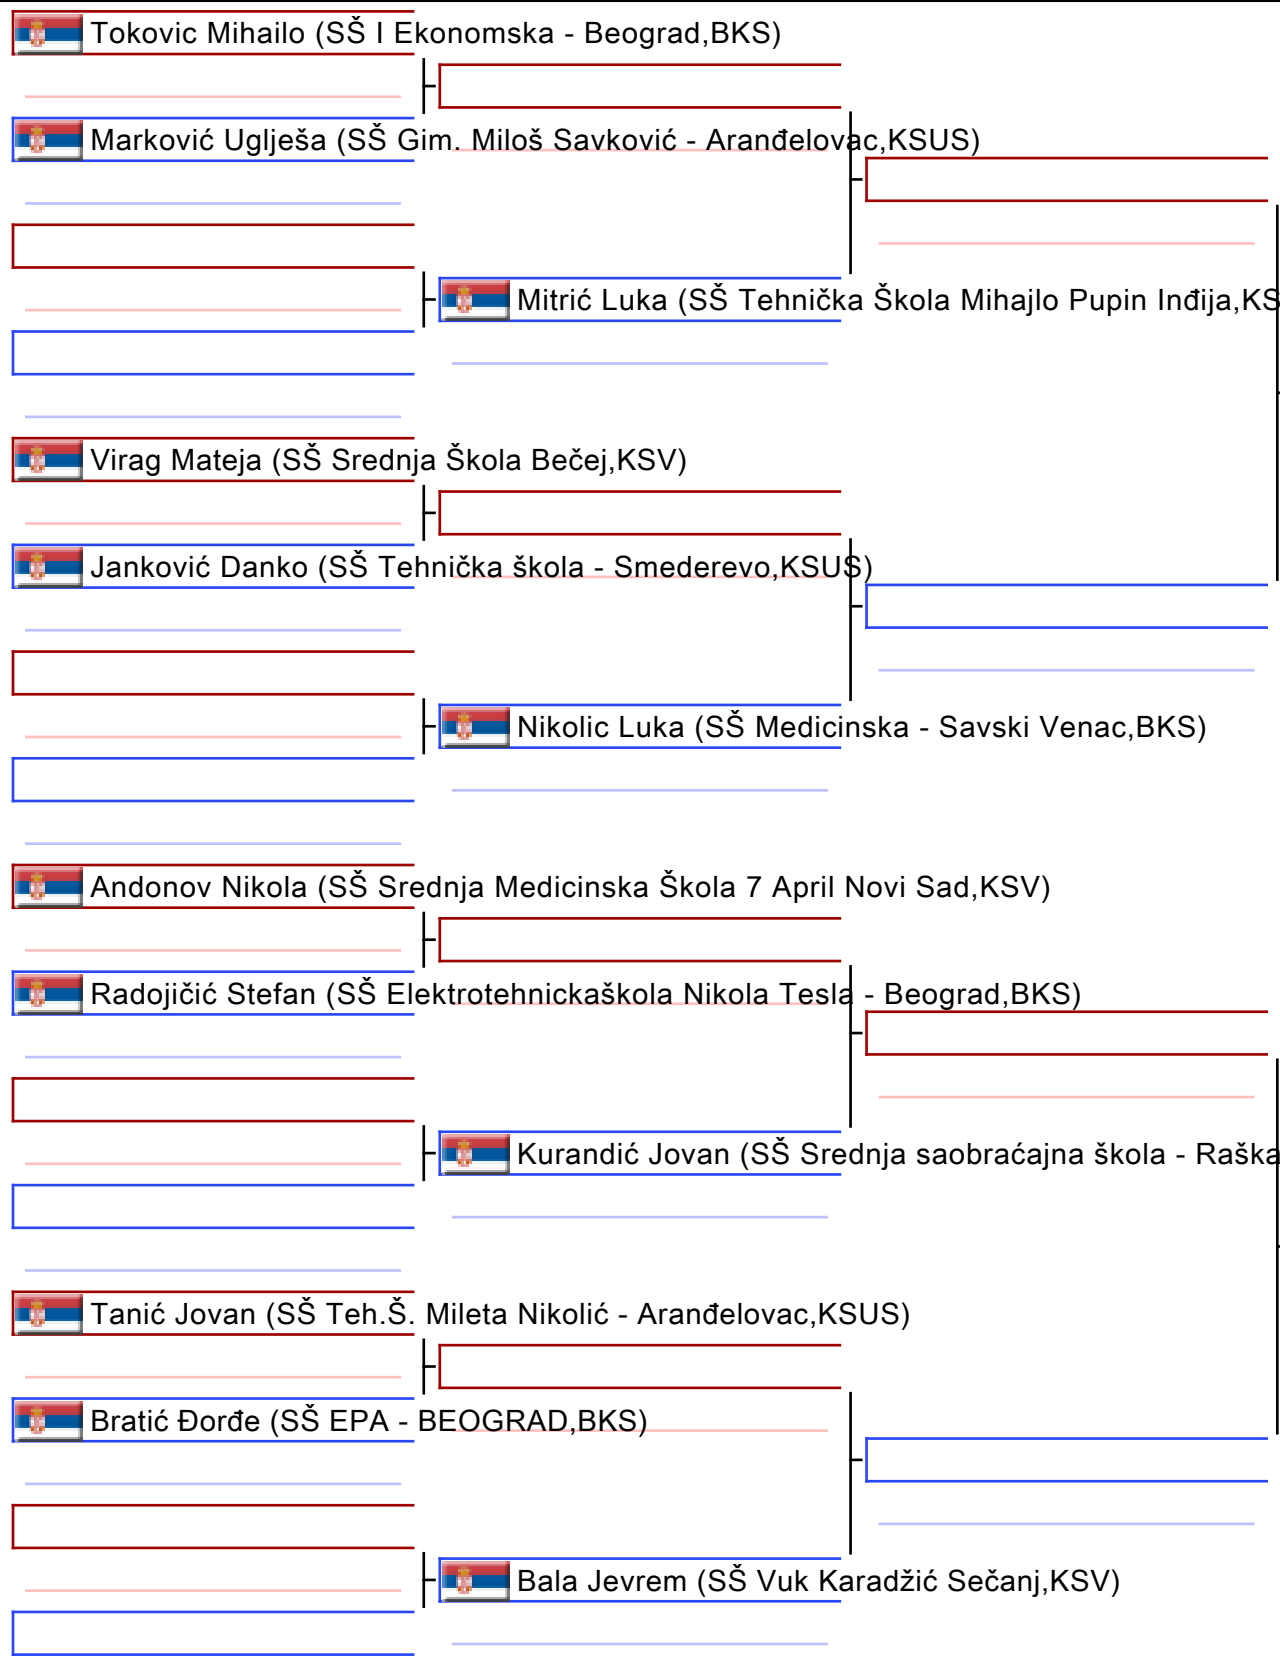 Tokovic Mihailo (SŠ I Ekonomska - Beograd,BKS)
Marković Uglješa (SŠ Gim. Miloš Savković - Aranđelovac,KSUS)
Mitrić Luka (SŠ Tehnička Škola Mihajlo Pupin Inđija,KS
Virag Mateja (SŠ Srednja Škola Bečej,KSV)
Janković Danko (SŠ Tehnička škola - Smederevo,KSUS)
Nikolic Luka (SŠ Medicinska - Savski Venac,BKS)
Andonov Nikola (SŠ Srednja Medicinska Škola 7 April Novi Sad,KSV)
Radojičić Stefan (SŠ Elektrotehnickaškola Nikola Tesla - Beograd,BKS)
Kurandić Jovan (SŠ Srednja saobraćajna škola - Raška
Tanić Jovan (SŠ Teh.Š. Mileta Nikolić - Aranđelovac,KSUS)
Bratić Đorđe (SŠ EPA - BEOGRAD,BKS)
Bala Jevrem (SŠ Vuk Karadžić Sečanj,KSV)